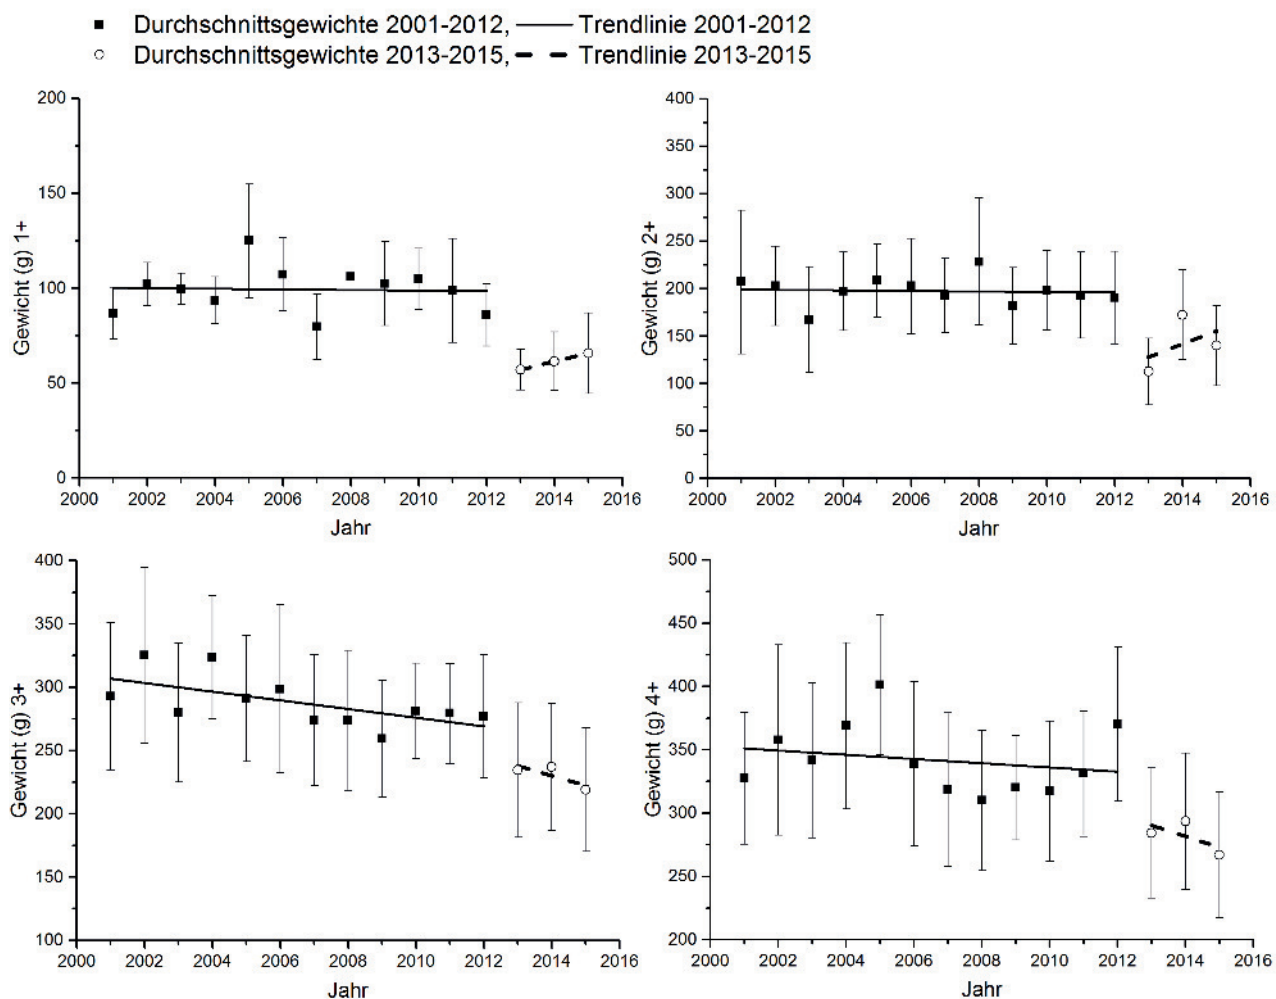 Durchschnittsgewichte 2001-2012, Trendlinie 2001-2012
Durchschnittsgewichte 2013-2015, Trendlinie 2013-2015
200
150
100
50
0
Gewicht (g) 1+
2000 2002 2004 2006 2008 2010 2012 2014 2016
Jahr
400
350
300
250
200
150
100
50
0
Gewicht (g) 2+
2000 2002 2004 2006 2008 2010 2012 2014 2016
Jahr
400
350
300
250
200
150
100
Gewicht (g) 3+
2000 2002 2004 2006 2008 2010 2012 2014 2016
Jahr
500
450
400
350
300
250
200
Gewicht (g) 4+
2000 2002 2004 2006 2008 2010 2012 2014 2016
Jahr